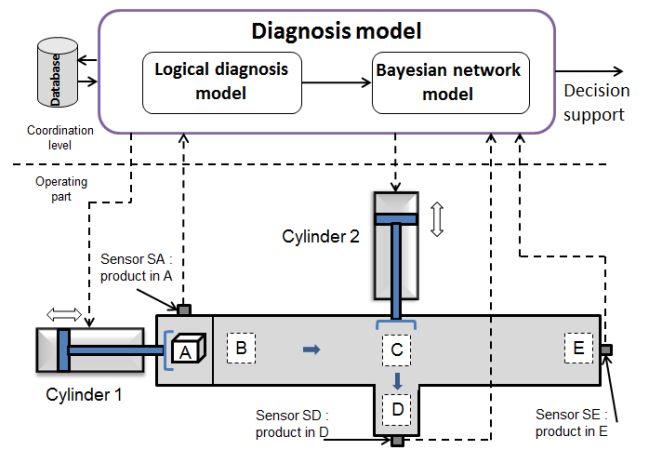 Diagnosis model
Database
Logical diagnosis
model
Bayesian network
model
Decision
support
Coordination
level
Operating
part
Cylinder 2
Sensor SA :
product in A
A
B
C
E
Cylinder 1
D
Sensor SD :
product in D
Sensor SE :
product in E